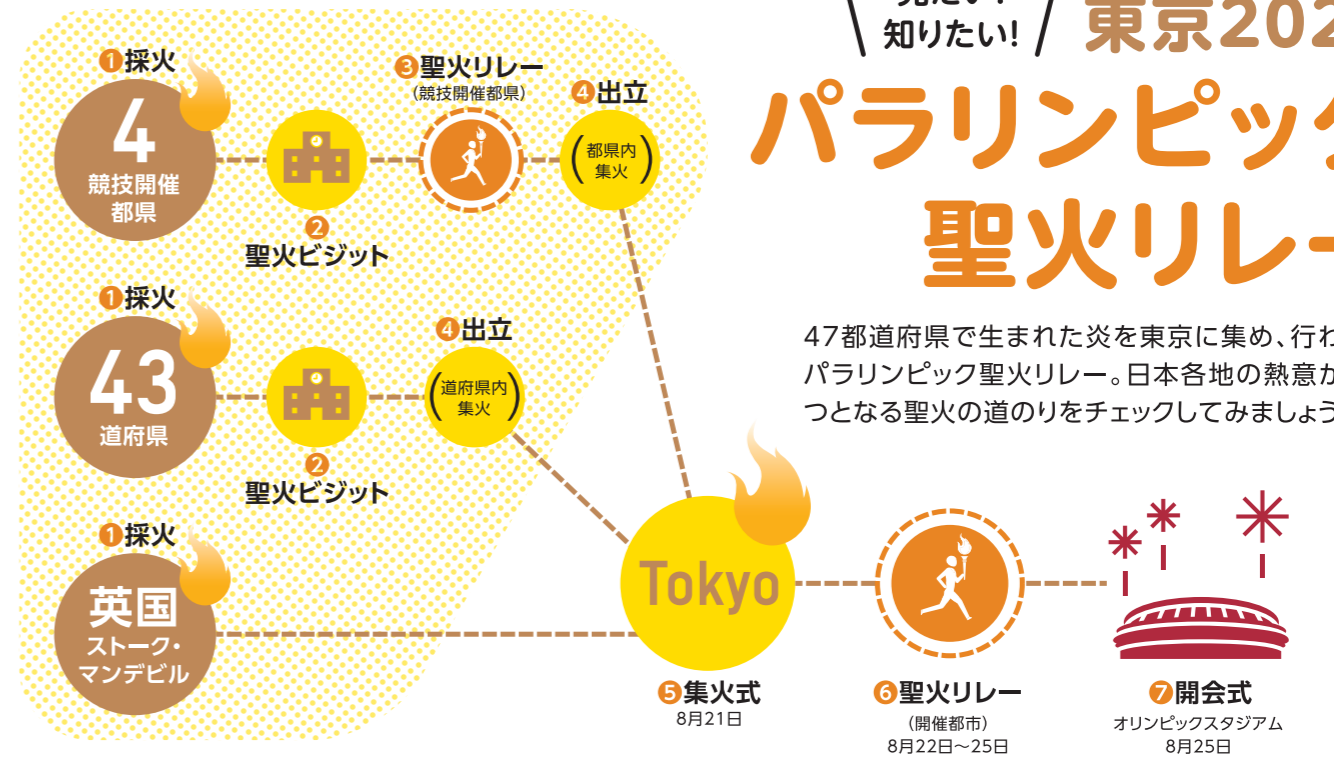 ❶採火
4
競技開催
都県
❷
聖火ビジット
❸聖火リレー
(競技開催都県)
❹出立
(都県内
集火)
❶採火
43
道府県
❷
聖火ビジット
❹出立
(道府県内
集火)
❶採火
英国
ストーク・
マンデビル
Tokyo
❺集火式
8月21日
❻聖火リレー
(開催都市)
8月22日〜25日
❼開会式
オリンピックスタジアム
8月25日
知りたい!
東京202
パラリンピック
聖火リレー
47都道府県で生まれた炎を東京に集め、行わ
パラリンピック聖火リレー。日本各地の熱意が
つとなる聖火の道のりをチェックしてみましょう